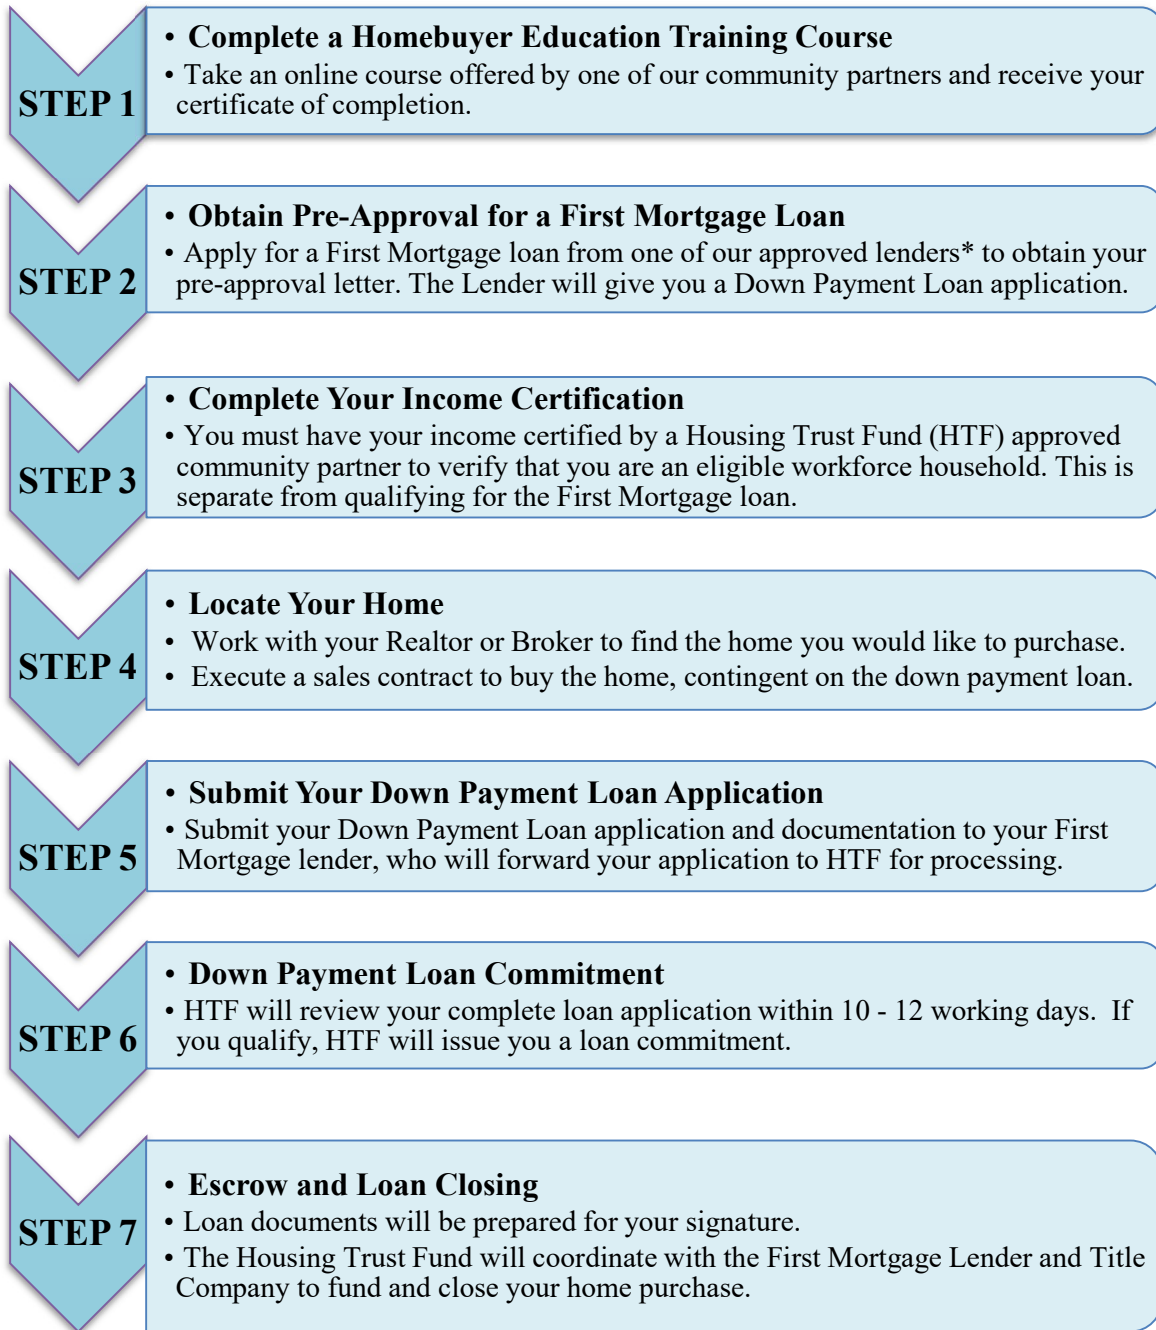 STEP 1
• Complete a Homebuyer Education Training Course
• Take an online course offered by one of our community partners and receive your
certificate of completion.
STEP 2
• Obtain Pre-Approval for a First Mortgage Loan
• Apply for a First Mortgage loan from one of our approved lenders* to obtain your
pre-approval letter. The Lender will give you a Down Payment Loan application.
STEP 3
• Complete Your Income Certification
• You must have your income certified by a Housing Trust Fund (HTF) approved
community partner to verify that you are an eligible workforce household. This is
separate from qualifying for the First Mortgage loan.
STEP 4
• Locate Your Home
• Work with your Realtor or Broker to find the home you would like to purchase.
• Execute a sales contract to buy the home, contingent on the down payment loan.
STEP 5
• Submit Your Down Payment Loan Application
• Submit your Down Payment Loan application and documentation to your First
Mortgage lender, who will forward your application to HTF for processing.
STEP 6
• Down Payment Loan Commitment
• HTF will review your complete loan application within 10 - 12 working days.  If
you qualify, HTF will issue you a loan commitment.
STEP 7
• Escrow and Loan Closing
• Loan documents will be prepared for your signature.
• The Housing Trust Fund will coordinate with the First Mortgage Lender and Title
Company to fund and close your home purchase.